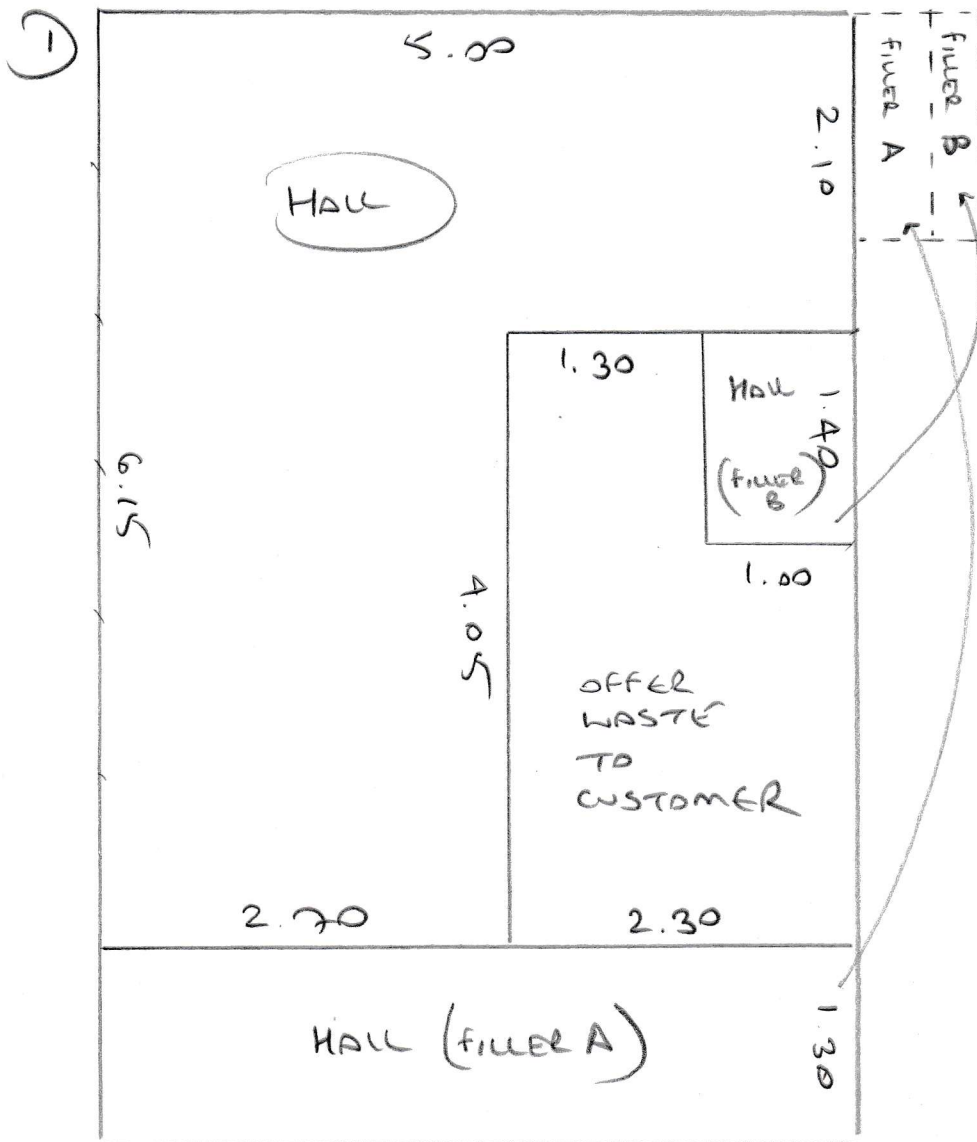 1
5.00
FILLER B
FILLER A
2.10
HALL
1.30
HALL
(FILLER
B)
1.40
1.00
6.15
4.05
OFFER
WASTE
TO
CUSTOMER
2.70
2.30
HALL (FILLER A)
1.30